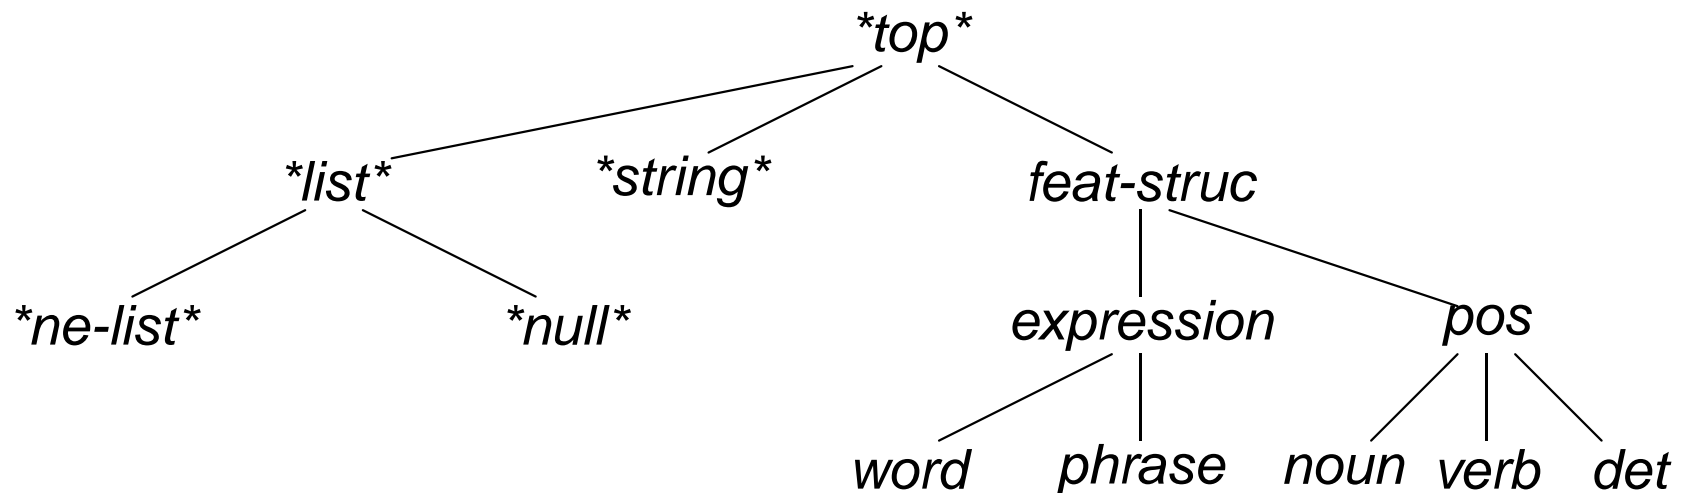 *top*
*list* *string* feat-struc
*ne-list* *null* expression pos
word phrase noun verb det